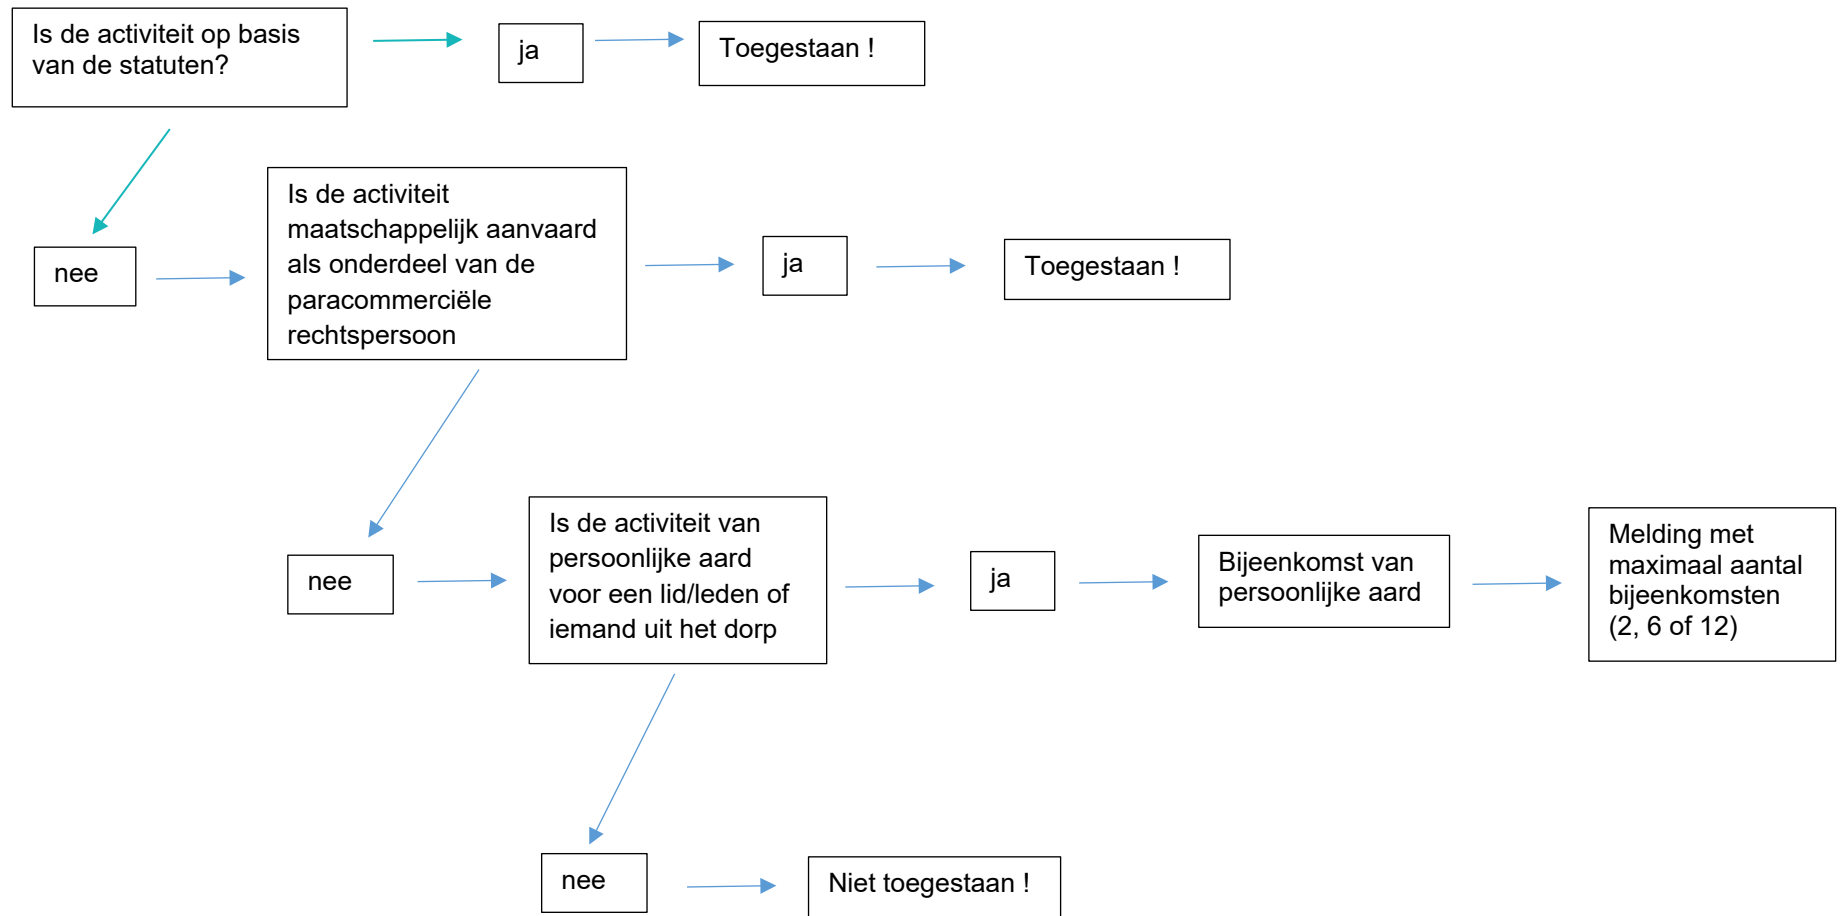 Is de activiteit op basis
van de statuten?
ja
Toegestaan !
nee
Is de activiteit
maatschappelijk aanvaard
als onderdeel van de
paracommerciële
rechtspersoon
ja
Toegestaan !
nee
Is de activiteit van
persoonlijke aard
voor een lid/leden of
iemand uit het dorp
ja
Bijeenkomst van
persoonlijke aard
Melding met
maximaal aantal
bijeenkomsten
(2, 6 of 12)
nee
Niet toegestaan !